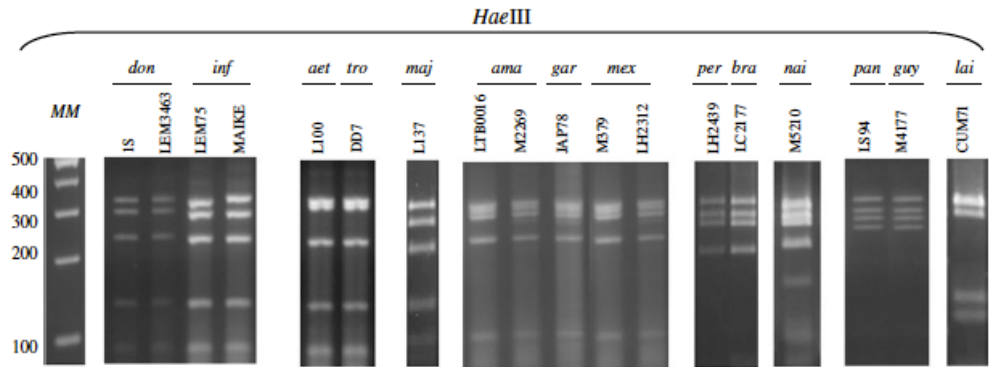 HaeIII
don inf aet tro maj ama gar mex per bra nai pan guy lai
MM 1S LEM3463 LEM75 MAIKE L100 DD7 L137 LTB0016 M2269 JAP78 M379 LH2312 LH2439 LC2177 M5210 LS94 M4177 CUM71
500
400
300
200
100